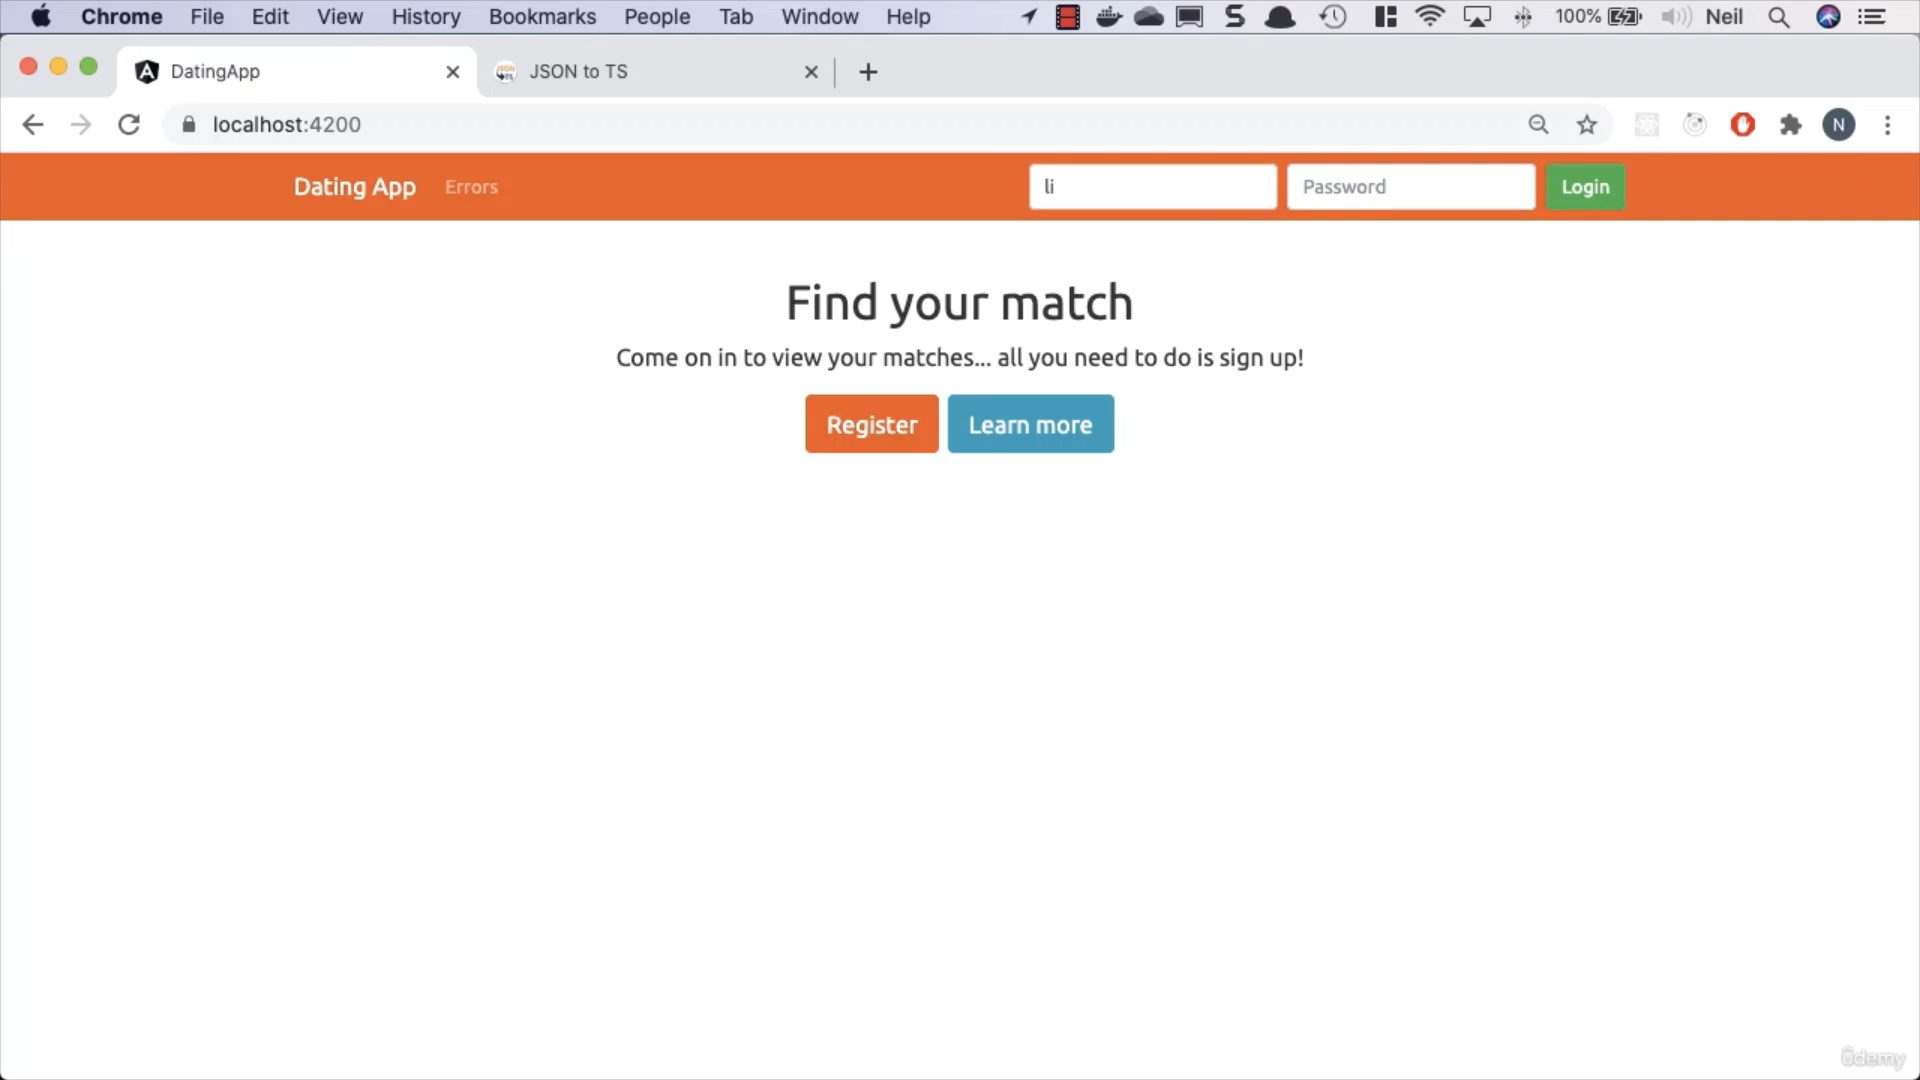 Chrome File Edit View History Bookmarks People Tab Window Help 100% Neil
DatingApp JSON to TS
localhost:4200 N
Dating App Errors li Password Login
Find your match
Come on in to view your matches... all you need to do is sign up!
Register Learn more
ûdemy